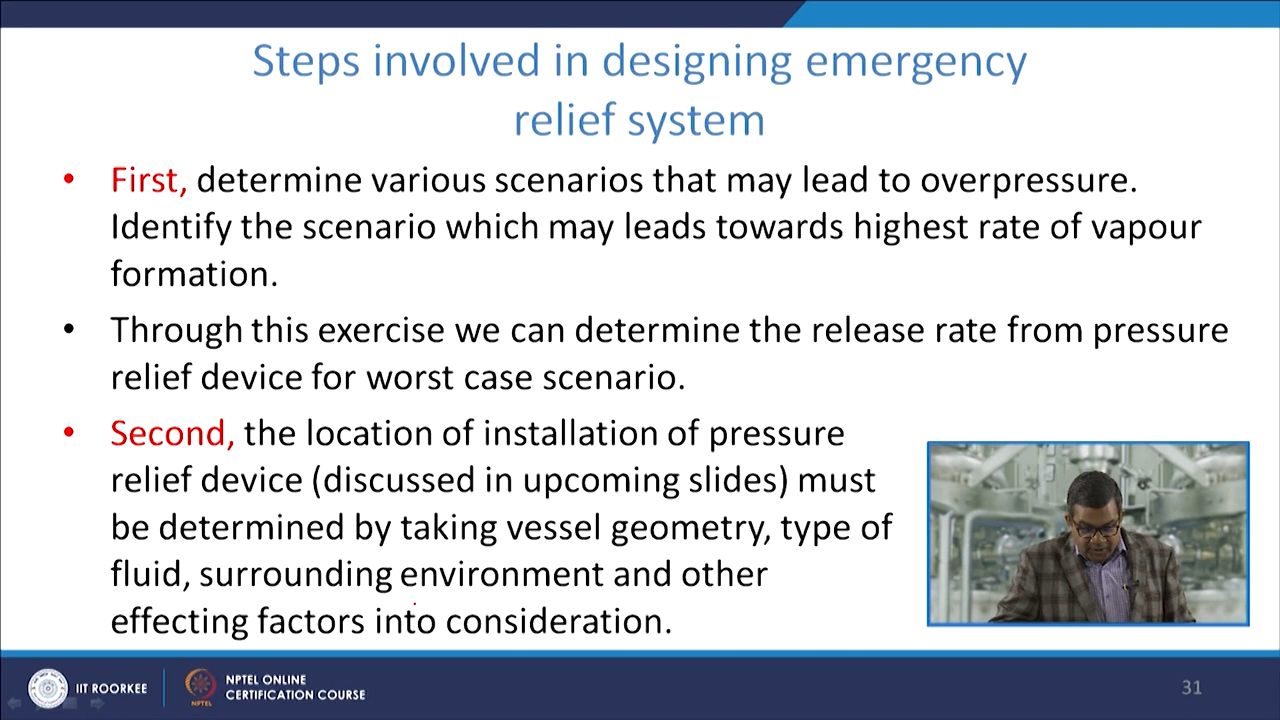 Steps involved in designing emergency
relief system
• First, determine various scenarios that may lead to overpressure.
Identify the scenario which may leads towards highest rate of vapour
formation.
• Through this exercise we can determine the release rate from pressure
relief device for worst case scenario.
• Second, the location of installation of pressure
relief device (discussed in upcoming slides) must
be determined by taking vessel geometry, type of
fluid, surrounding environment and other
effecting factors into consideration.
IIT ROORKEE
NPTEL
NPTEL ONLINE
CERTIFICATION COURSE
31